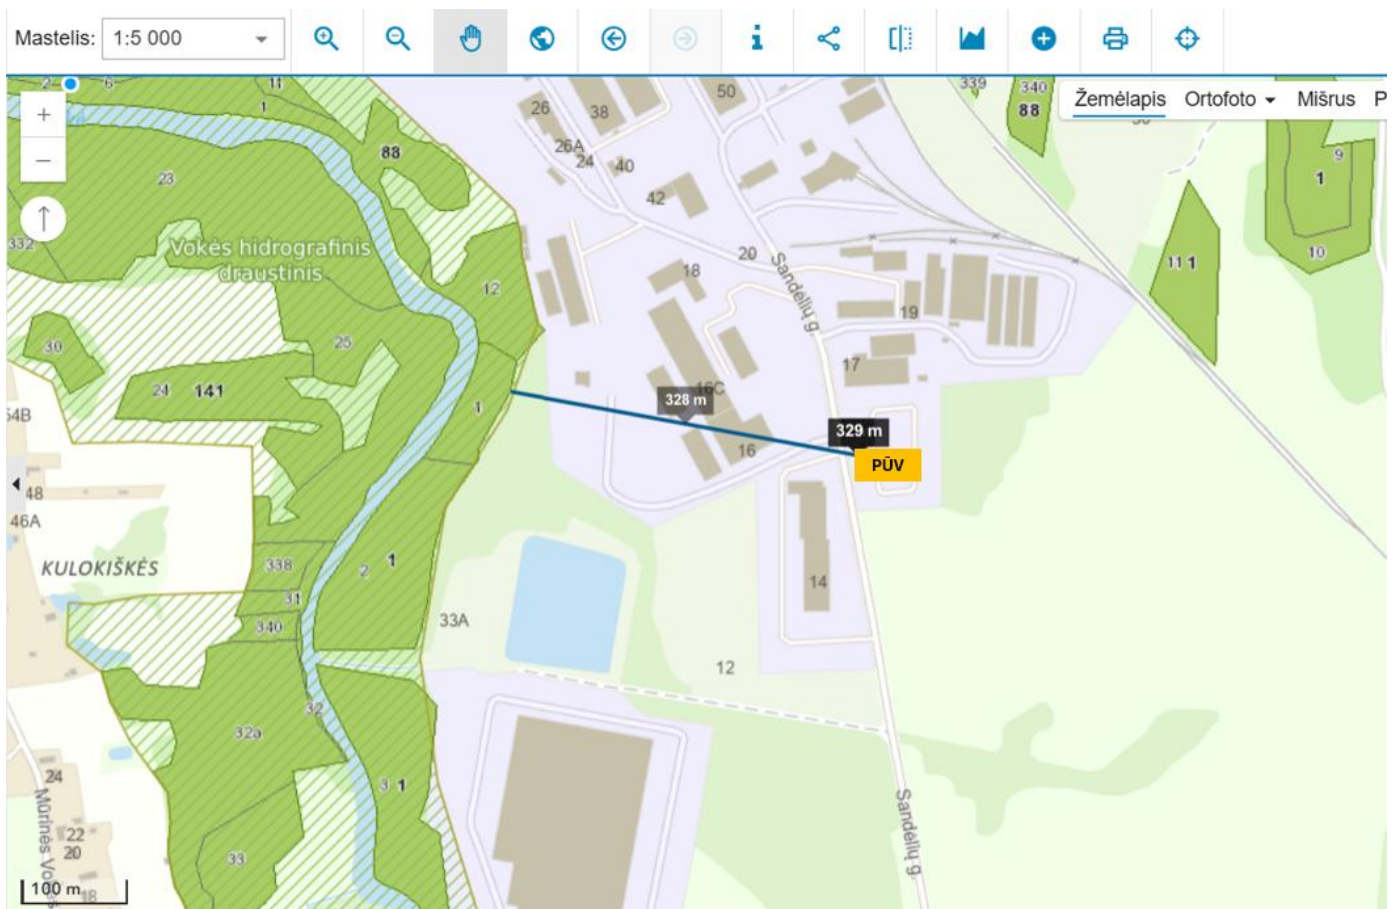 Mastelis: 1:5 000
Žemėlapis Ortofoto Mišrus P
2 6 11
1
50
339 340
88
26 38
26A
24 40
88
9
1
23
42
332
Vokės hidrografinis
draustinis
20
10
11 1
12
18
Sandėlių g.
19
30
25
17
24 141
16C
328 m
1
54B
329 m
16
PŪV
48
46A
KULOKIŠKĖS
338
2 1
14
31
340
33A
12
32
32a
24
3 1
Mūrinės Vokės
22
20
33
Sandėlių g.
100 m
18